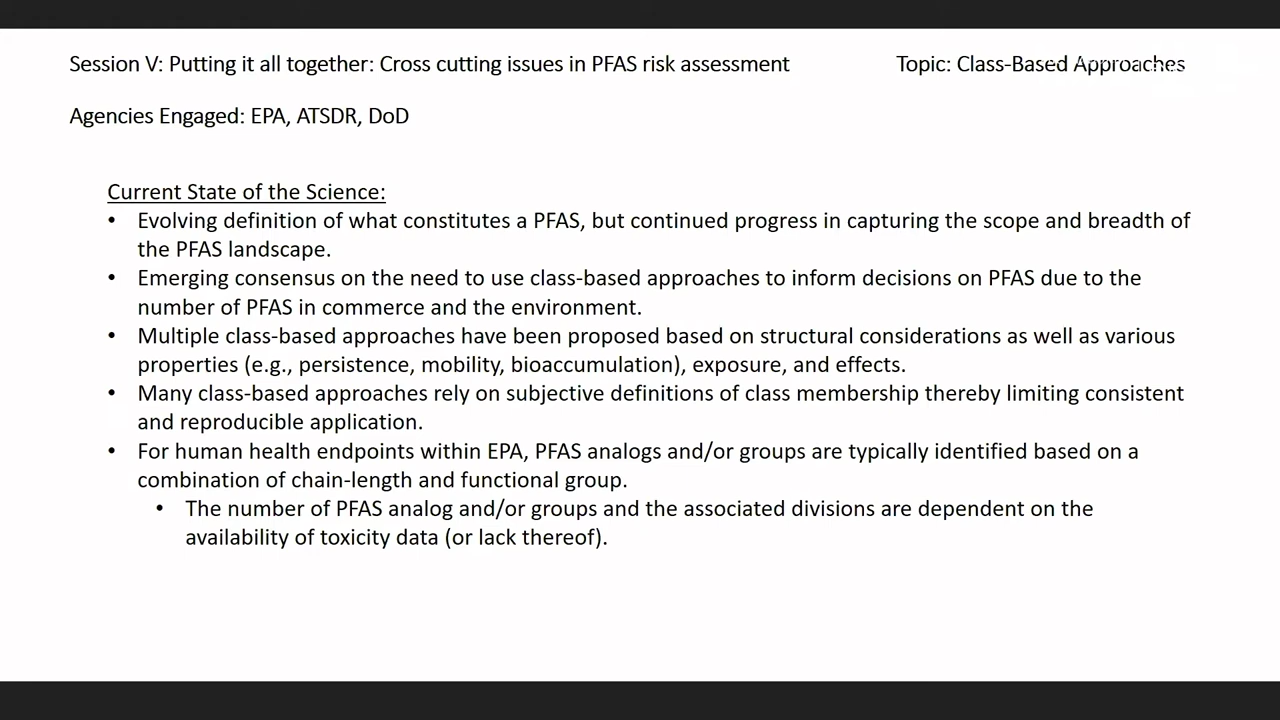 Session V: Putting it all together: Cross cutting issues in PFAS risk assessment
Topic: Class-Based Approaches
Agencies Engaged: EPA, ATSDR, DoD
Current State of the Science:
• Evolving definition of what constitutes a PFAS, but continued progress in capturing the scope and breadth of
the PFAS landscape.
• Emerging consensus on the need to use class-based approaches to inform decisions on PFAS due to the
number of PFAS in commerce and the environment.
• Multiple class-based approaches have been proposed based on structural considerations as well as various
properties (e.g., persistence, mobility, bioaccumulation), exposure, and effects.
• Many class-based approaches rely on subjective definitions of class membership thereby limiting consistent
and reproducible application.
• For human health endpoints within EPA, PFAS analogs and/or groups are typically identified based on a
combination of chain-length and functional group.
• The number of PFAS analog and/or groups and the associated divisions are dependent on the
availability of toxicity data (or lack thereof).